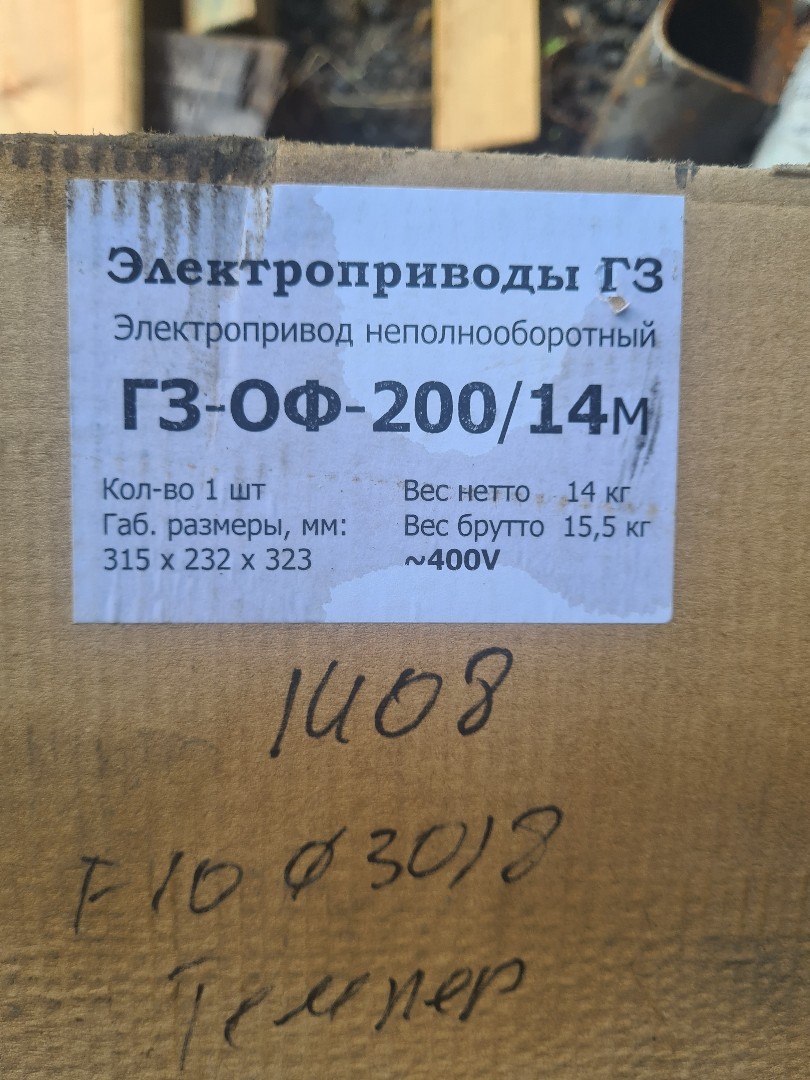 Электроприводы ГЗ
Электропривод неполнооборотный
ГЗ-ОФ-200/14м
Кол-во 1 шт Вес нетто 14 кг
Габ. размеры, мм: Вес брутто 15,5 кг
315 х 232 х 323 ~400V
1408
F10 Ø 3018
Темпер